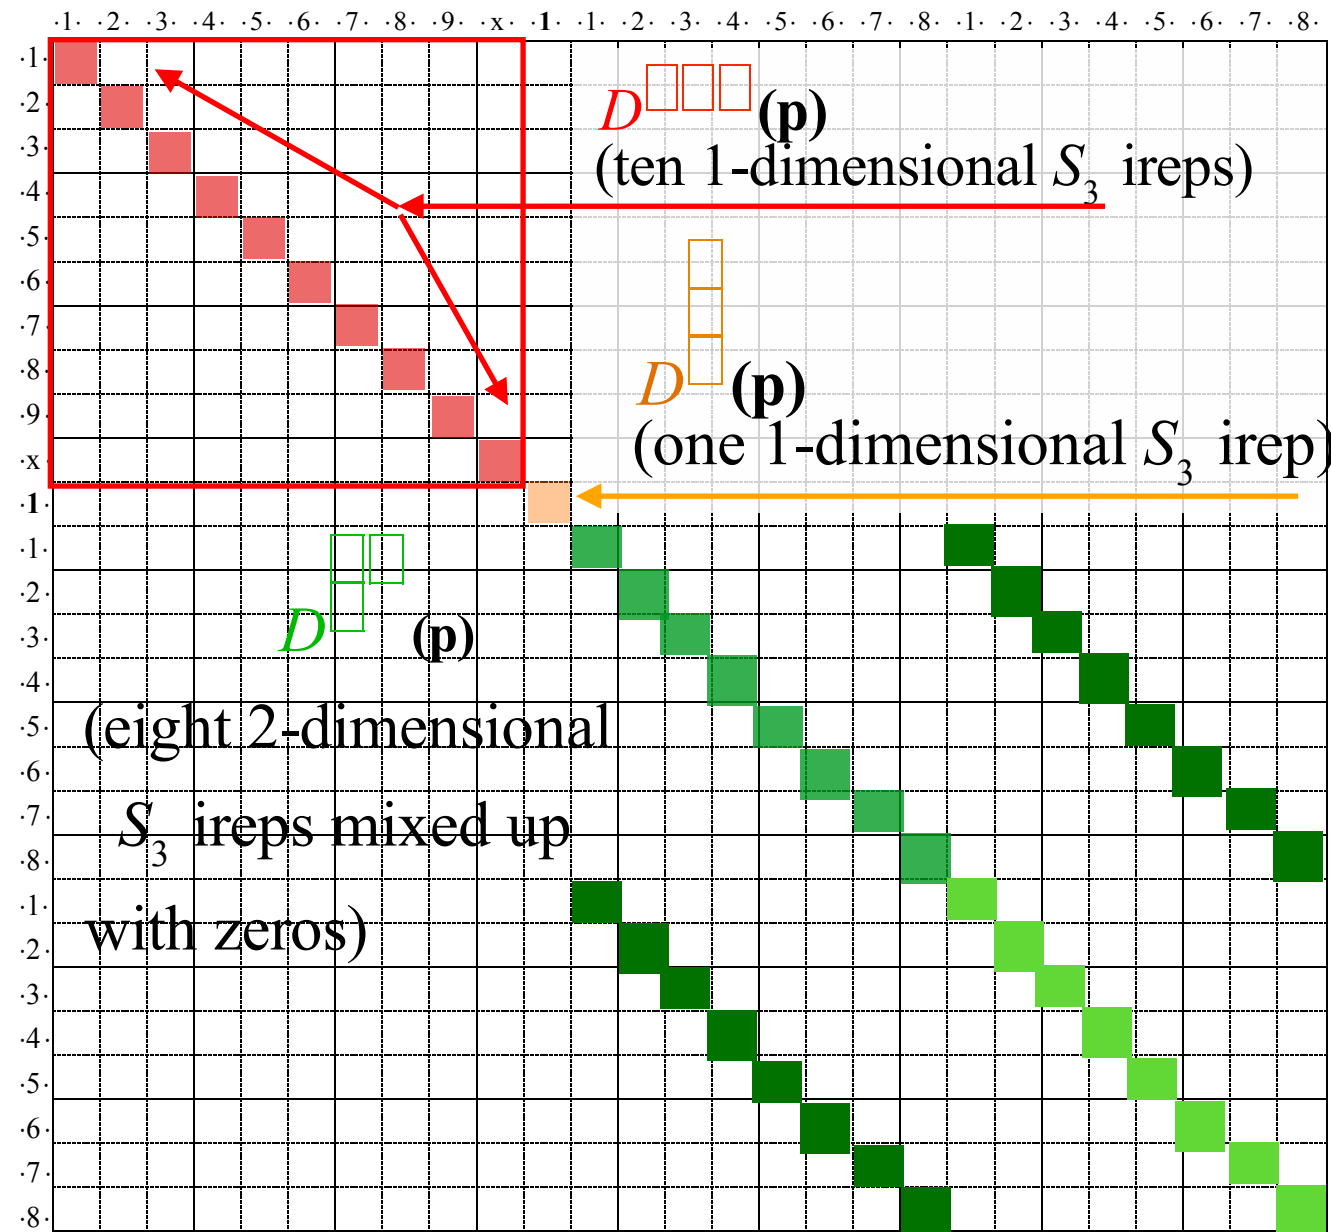 ·1· ·2· ·3· ·4· ·5· ·6· ·7· ·8· ·9· ·x· ·1· ·1· ·2· ·3· ·4· ·5· ·6· ·7· ·8· ·1· ·2· ·3· ·4· ·5· ·6· ·7· ·8·
·1·
·2·
·3·
·4·
·5·
·6·
·7·
·8·
·9·
·x·
·1·
·1·
·2·
·3·
·4·
·5·
·6·
·7·
·8·
·1·
·2·
·3·
·4·
·5·
·6·
·7·
·8·
D□□□(p)
(ten 1-dimensional S₃ ireps)
D (p)
(one 1-dimensional S₃ irep)
D (p)
(eight 2-dimensional
S₃ ireps mixed up
with zeros)